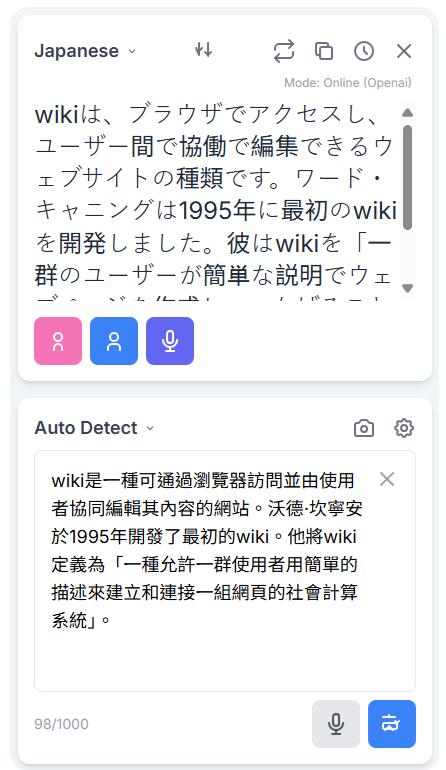 Japanese
Mode: Online (Openai)
wikiは、ブラウザでアクセスし、
ユーザー間で協働で編集できるウ
ェブサイトの種類です。ワード・
キャニングは1995年に最初のwiki
を開発しました。彼はwikiを「一
群のユーザーが簡単な説明でウェ
Auto Detect
wiki是一種可通過瀏覽器訪問並由使用
者協同編輯其內容的網站。沃德·坎寧安
於1995年開發了最初的wiki。他將wiki
定義為「一種允許一群使用者用簡單的
描述來建立和連接一組網頁的社會計算
系統」。
98/1000